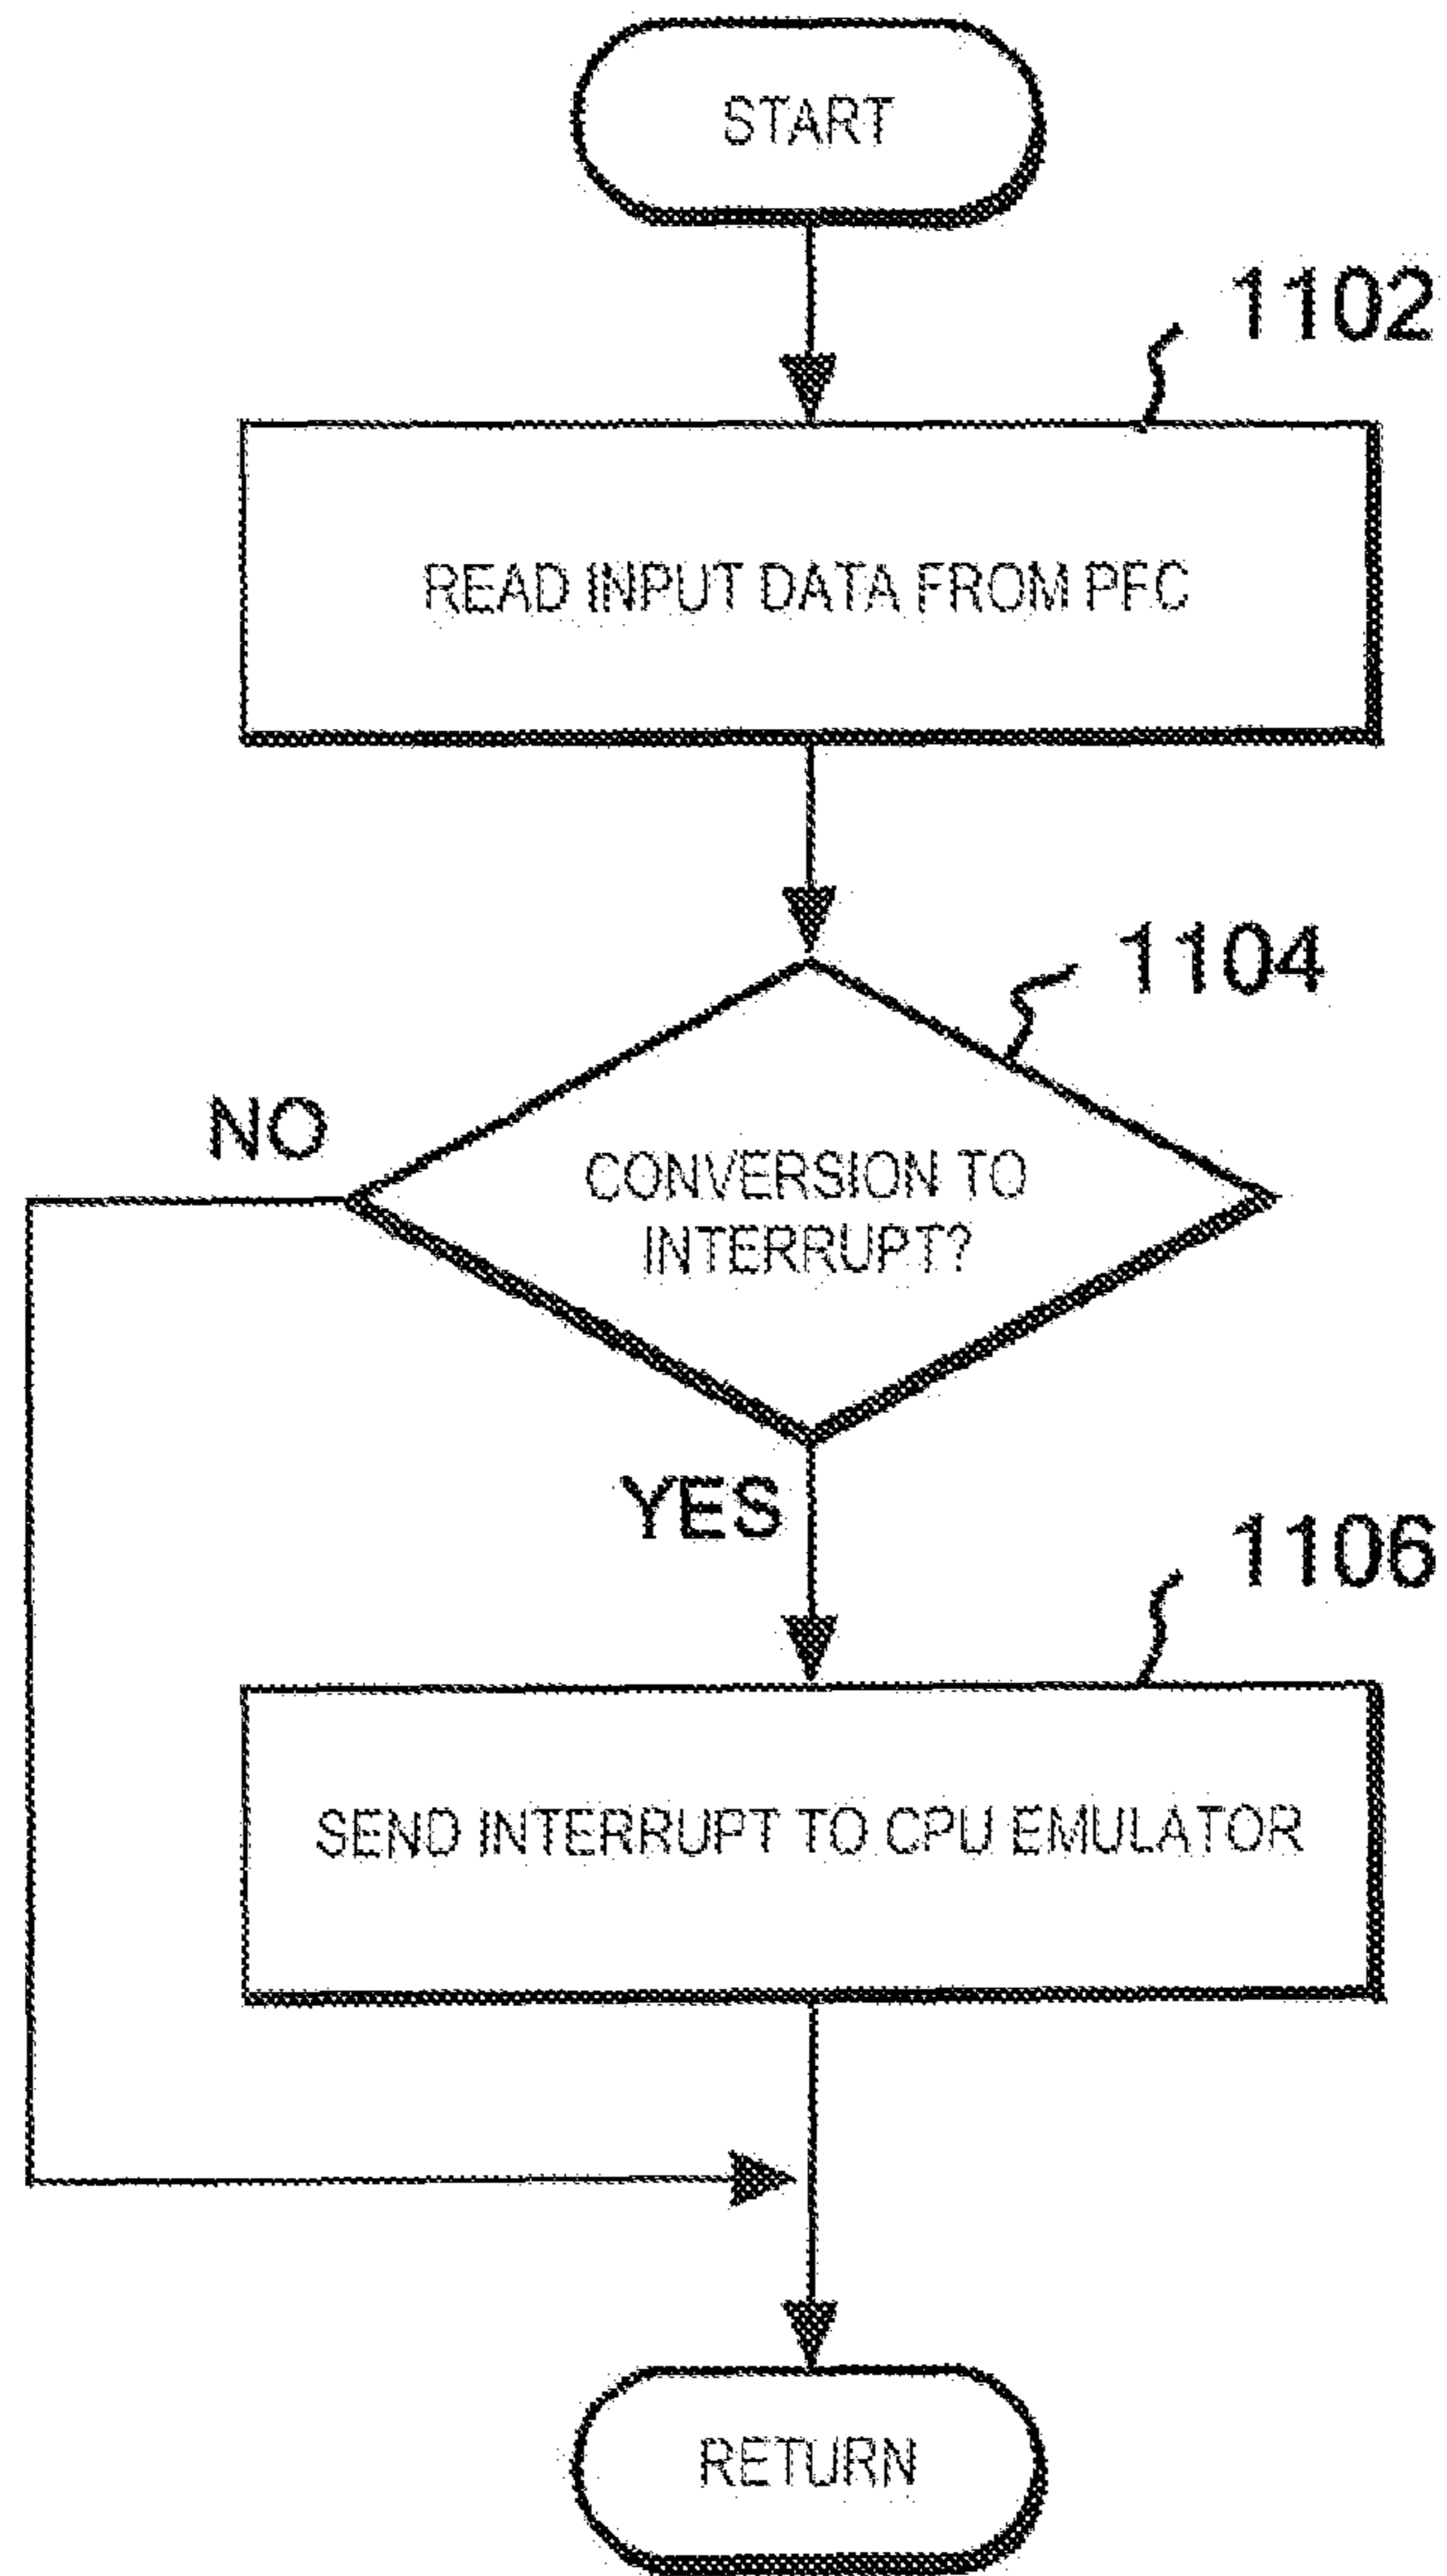 START
1102
READ INPUT DATA FROM PFC
1104
NO
CONVERSION TO
INTERRUPT?
YES
1106
SEND INTERRUPT TO CPU EMULATOR
RETURN